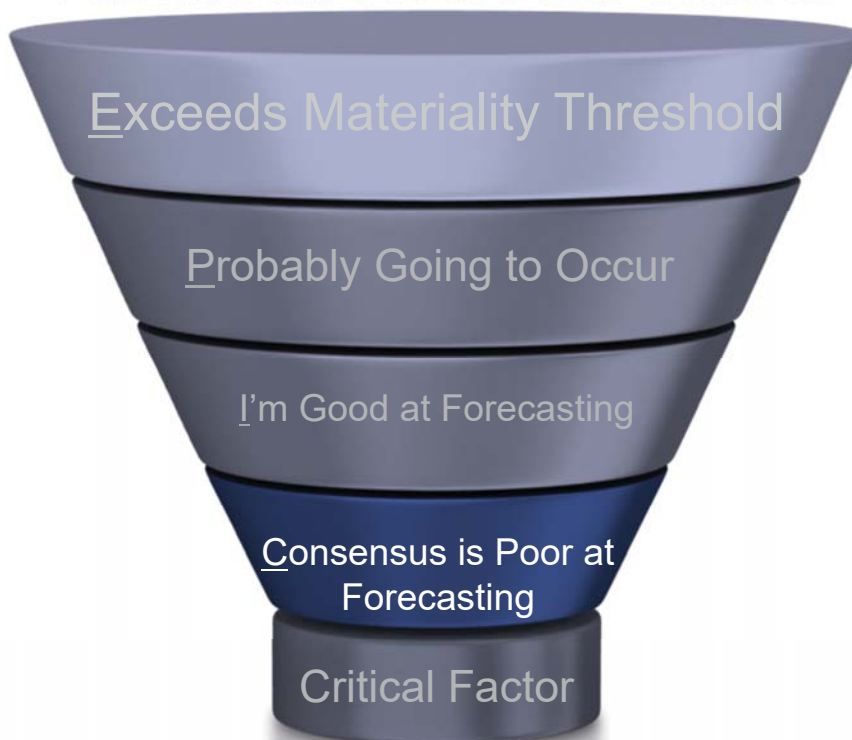 Exceeds Materiality Threshold
Probably Going to Occur
I'm Good at Forecasting
Consensus is Poor at
Forecasting
Critical Factor